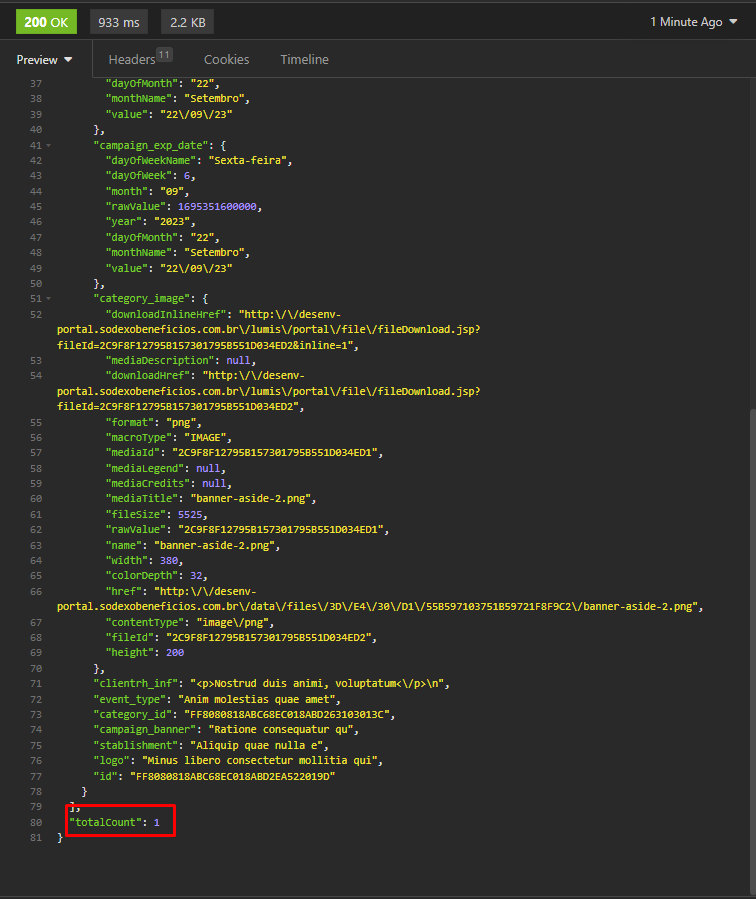 200 OK 933 ms 2.2 KB 1 Minute Ago
Preview Headers 11 Cookies Timeline
37 "dayOfMonth": "22",
38 "monthName": "Setembro",
39 "value": "22\/09\/23"
40 },
41 "campaign_exp_date": {
42 "dayOfWeekName": "Sexta-feira",
43 "dayOfWeek": 6,
44 "month": "09",
45 "rawValue": 1695351600000,
46 "year": "2023",
47 "dayOfMonth": "22",
48 "monthName": "Setembro",
49 "value": "22\/09\/23"
50 },
51 "category_image": {
52 "downloadInlineHref": "http:\/\/desenv-
portal.sodexobeneficios.com.br\/lumis\/portal\/file\/fileDownload.jsp?
fileId=2C9F8F12795B157301795B551D034ED2&inline=1",
53 "mediaDescription": null,
54 "downloadHref": "http:\/\/desenv-
portal.sodexobeneficios.com.br\/lumis\/portal\/file\/fileDownload.jsp?
fileId=2C9F8F12795B157301795B551D034ED2",
55 "format": "png",
56 "macroType": "IMAGE",
57 "mediaId": "2C9F8F12795B157301795B551D034ED1",
58 "mediaLegend": null,
59 "mediaCredits": null,
60 "mediaTitle": "banner-aside-2.png",
61 "fileSize": 5525,
62 "rawValue": "2C9F8F12795B157301795B551D034ED1",
63 "name": "banner-aside-2.png",
64 "width": 380,
65 "colorDepth": 32,
66 "href": "http:\/\/desenv-
portal.sodexobeneficios.com.br\/data\/files\/3D\/E4\/30\/D1\/55B597103751B59721F8F9C2\/banner-aside-2.png",
67 "contentType": "image\/png",
68 "fileId": "2C9F8F12795B157301795B551D034ED2",
69 "height": 200
70 },
71 "clientrh_inf": "<p>Nostrud duis animi, voluptatum<\/p>\n",
72 "event_type": "Anim molestias quae amet",
73 "category_id": "FF8080818ABC68EC018ABD263103013C",
74 "campaign_banner": "Ratione consequatur qu",
75 "stablishment": "Aliquip quae nulla e",
76 "logo": "Minus libero consectetur mollitia qui",
77 "id": "FF8080818ABC68EC018ABD2EA522019D"
78 }
79 ],
80 "totalCount": 1
81 }